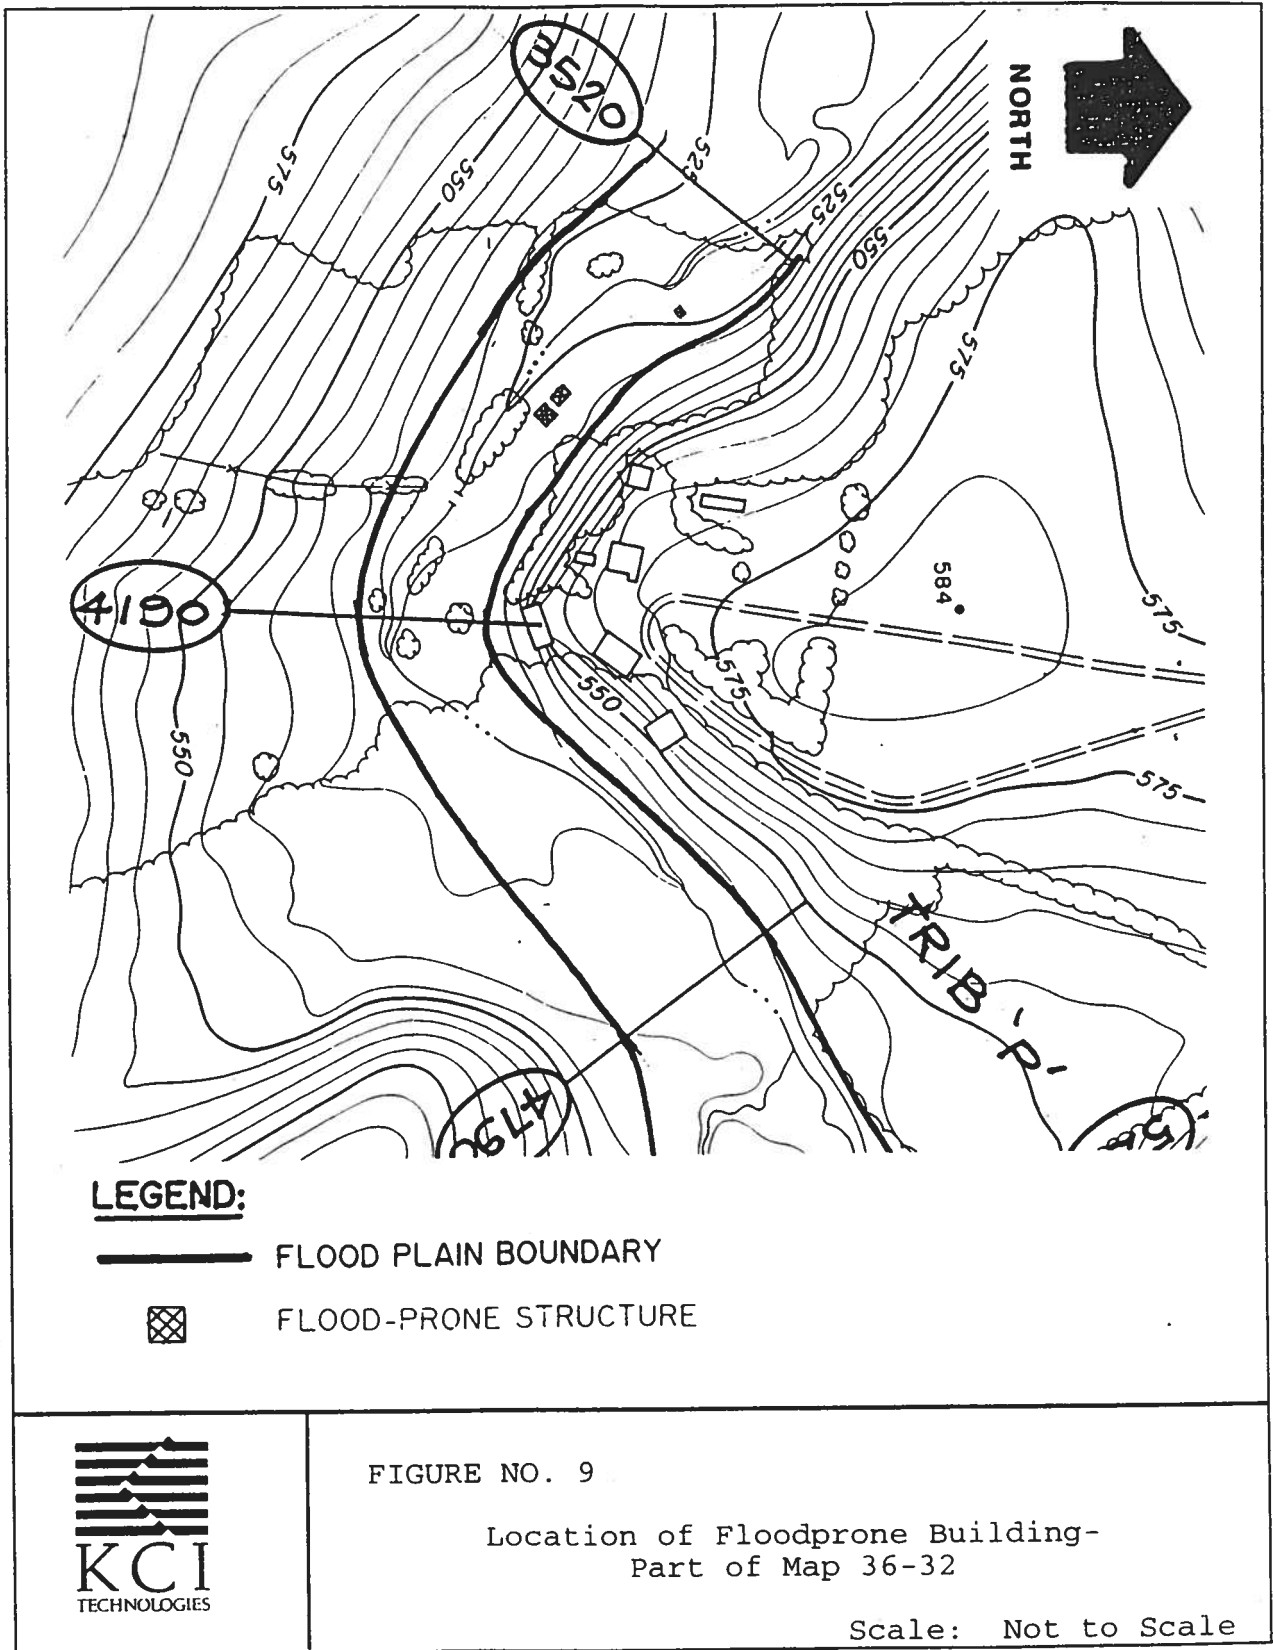 3520
NORTH
575
550
525
525
550
575
584
575
4190
575
550
550
575
TRIB-'P'
4790
LEGEND:
FLOOD PLAIN BOUNDARY
FLOOD-PRONE STRUCTURE
KCI
TECHNOLOGIES
FIGURE NO. 9
Location of Floodprone Building-
Part of Map 36-32
Scale: Not to Scale